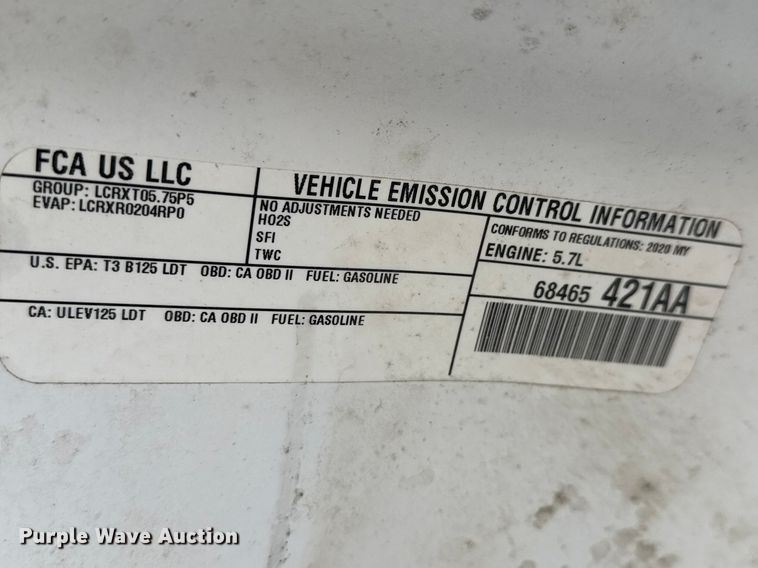 FCA US LLC
VEHICLE EMISSION CONTROL INFORMATION
GROUP: LCRXT05.75P5
EVAP: LCRXR0204RP0
NO ADJUSTMENTS NEEDED
HO2S
SFI
TWC
CONFORMS TO REGULATIONS: 2020 MY
ENGINE: 5.7L
U.S. EPA: T3 B125 LDT OBD: CA OBD II FUEL: GASOLINE
68465 421AA
CA: ULEV125 LDT OBD: CA OBD II FUEL: GASOLINE
Purple Wave Auction